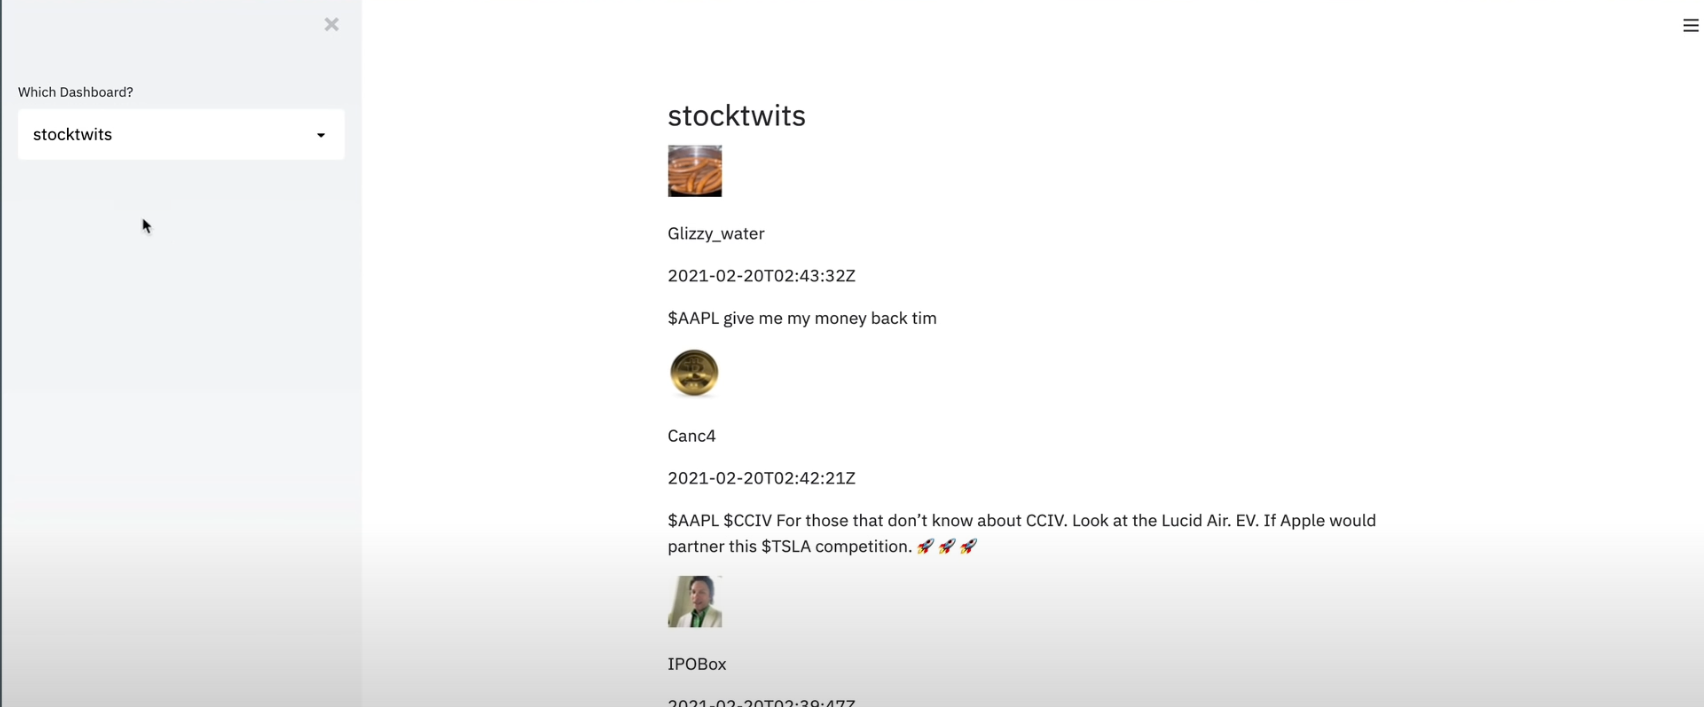 Which Dashboard?
stocktwits
stocktwits
Glizzy_water
2021-02-20T02:43:32Z
$AAPL give me my money back tim
Canc4
2021-02-20T02:42:21Z
$AAPL $CCIV For those that don’t know about CCIV. Look at the Lucid Air. EV. If Apple would
partner this $TSLA competition. 🚀 🚀 🚀
IPOBox
2021-02-20T02:39:47Z